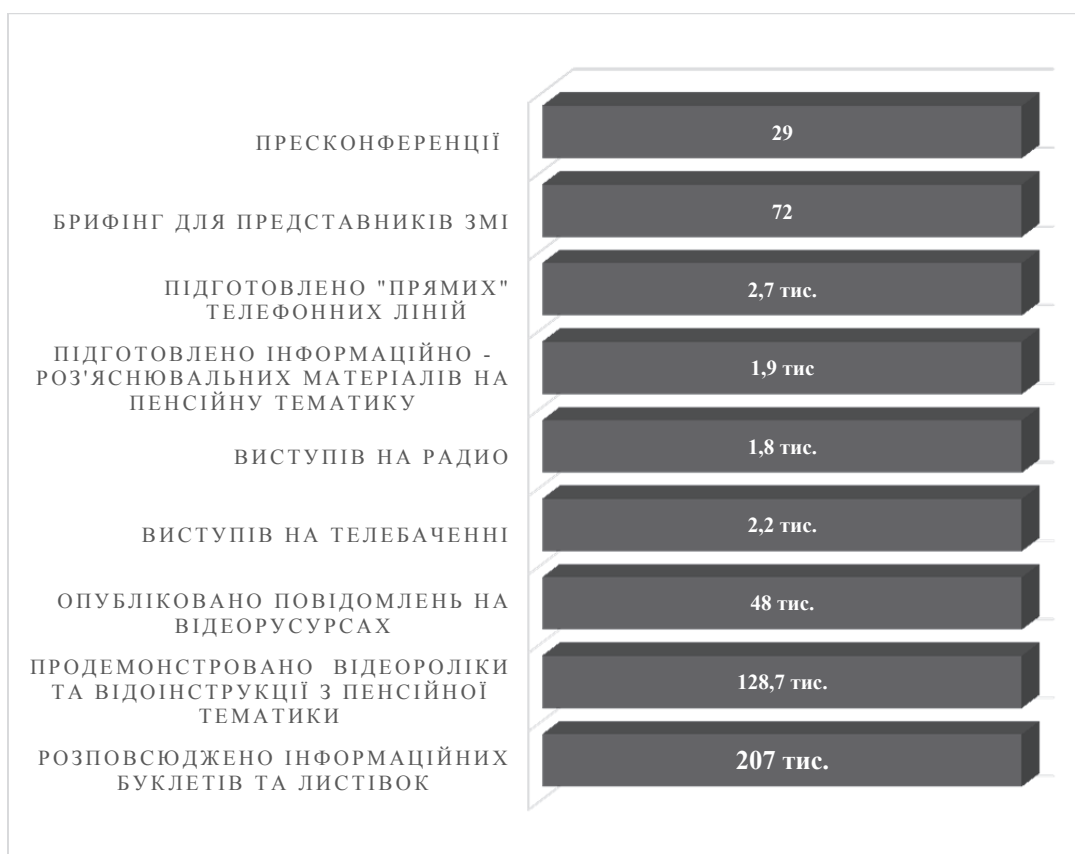 ПРЕСКОНФЕРЕНЦІЇ
29
БРИФІНГ ДЛЯ ПРЕДСТАВНИКІВ ЗМІ
72
ПІДГОТОВЛЕНО "ПРЯМИХ"
ТЕЛЕФОННИХ ЛІНІЙ
2,7 тис.
ПІДГОТОВЛЕНО ІНФОРМАЦІЙНО -
РОЗ'ЯСНЮВАЛЬНИХ МАТЕРІАЛІВ НА
ПЕНСІЙНУ ТЕМАТИКУ
1,9 тис
ВИСТУПІВ НА РАДИО
1,8 тис.
ВИСТУПІВ НА ТЕЛЕБАЧЕННІ
2,2 тис.
ОПУБЛІКОВАНО ПОВІДОМЛЕНЬ НА
ВІДЕОРУСУРСАХ
48 тис.
ПРОДЕМОНСТРОВАНО ВІДЕОРОЛІКИ
ТА ВІДОІНСТРУКЦІЇ З ПЕНСІЙНОЇ
ТЕМАТИКИ
128,7 тис.
РОЗПОВСЮДЖЕНО ІНФОРМАЦІЙНИХ
БУКЛЕТІВ ТА ЛИСТІВОК
207 тис.